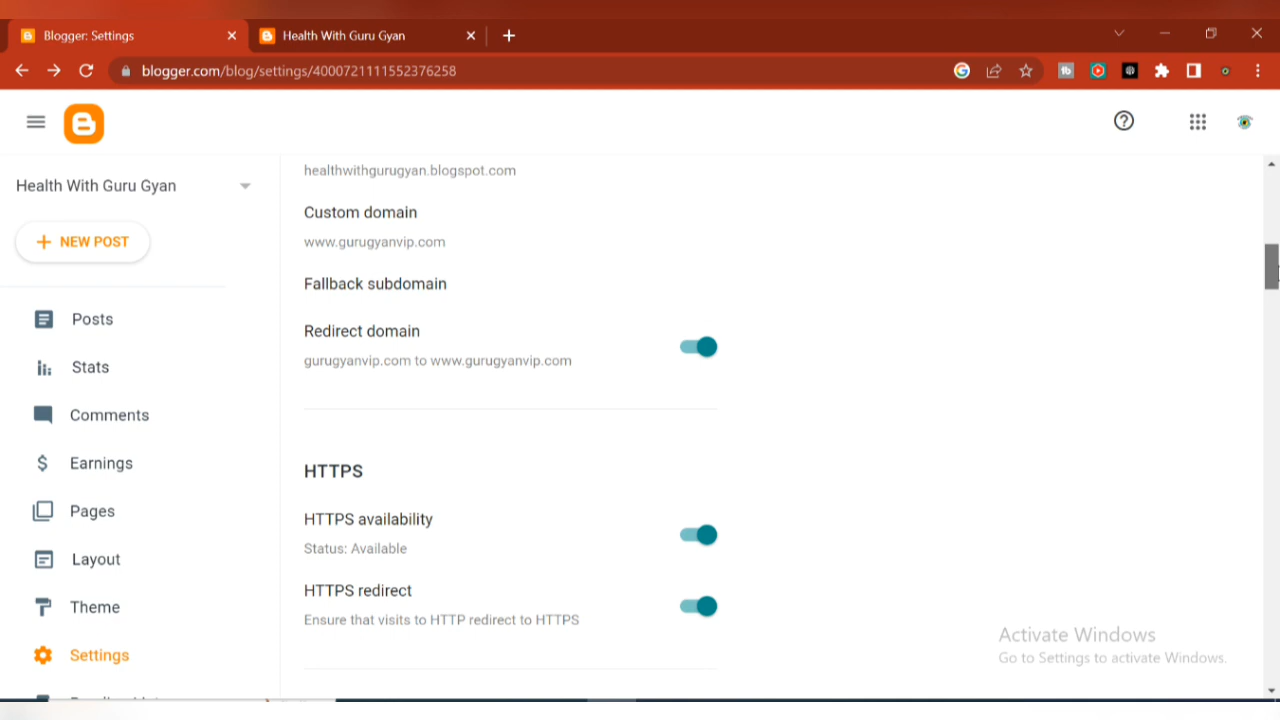 Blogger: Settings
Health With Guru Gyan
blogger.com/blog/settings/4000721111552376258
Health With Guru Gyan
NEW POST
Posts
Stats
Comments
Earnings
Pages
Layout
Theme
Settings
healthwithgurugyan.blogspot.com
Custom domain
www.gurugyanvip.com
Fallback subdomain
Redirect domain
gurugyanvip.com to www.gurugyanvip.com
HTTPS
HTTPS availability
Status: Available
HTTPS redirect
Ensure that visits to HTTP redirect to HTTPS
Activate Windows
Go to Settings to activate Windows.